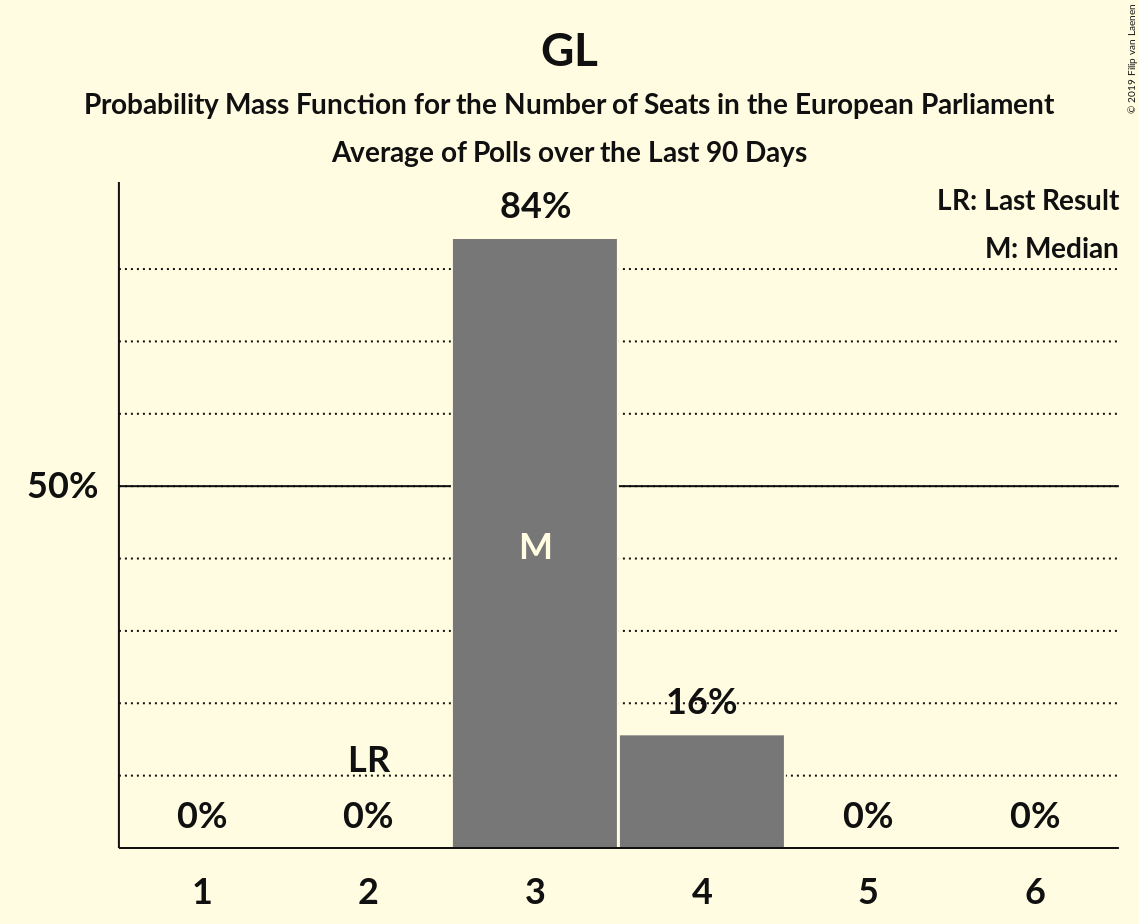 GL
Probability Mass Function for the Number of Seats in the European Parliament
Average of Polls over the Last 90 Days
© 2019 Filip van Laenen
LR: Last Result
M: Median
84%
50%
M
16%
LR
0%
0%
0%
0%
1
2
3
4
5
6